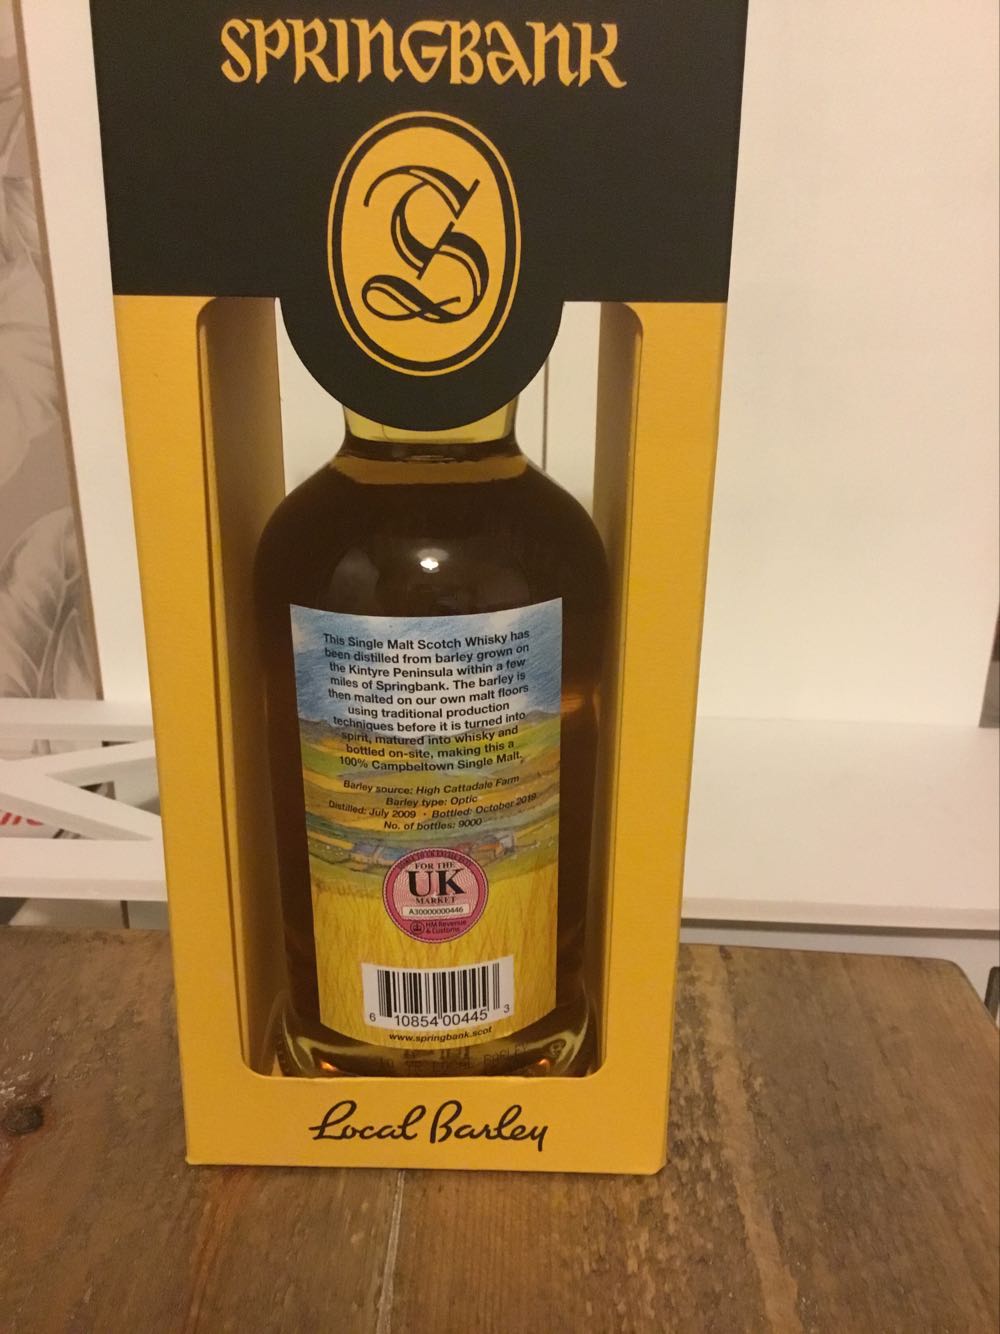 SPRINGBANK
S
This Single Malt Scotch Whisky has
been distilled from barley grown on
the Kintyre Peninsula within a few
miles of Springbank. The barley is
then malted on our own malt floors
using traditional production
techniques before it is turned into
spirit, matured into whisky and
bottled on-site, making this a
100% Campbeltown Single Malt.
Barley source: High Cattadale Farm
Barley type: Optic
Distilled: July 2009 • Bottled: October 2019
No. of bottles: 9000
FOR THE
UK
MARKET
A30000000446
HM Revenue
& Customs
6 10854 00445 3
www.springbank.scot
Local Barley